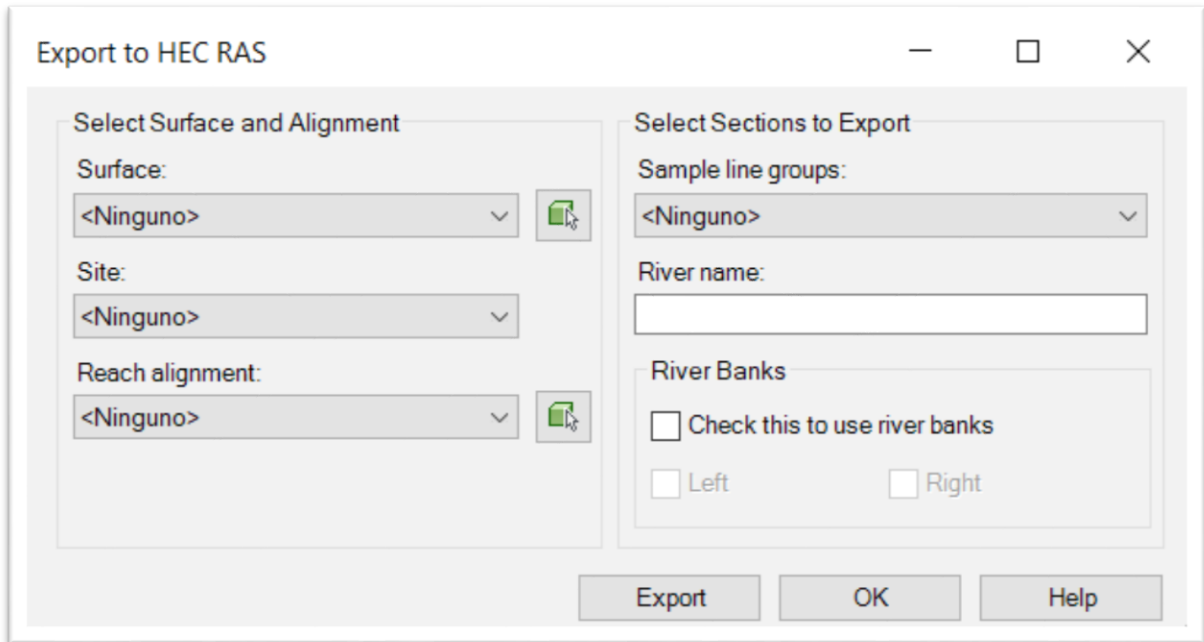 Export to HEC RAS
Select Surface and Alignment
Surface:
<Ninguno>
Site:
<Ninguno>
Reach alignment:
<Ninguno>
Select Sections to Export
Sample line groups:
<Ninguno>
River name:
River Banks
Check this to use river banks
Left Right
Export OK Help